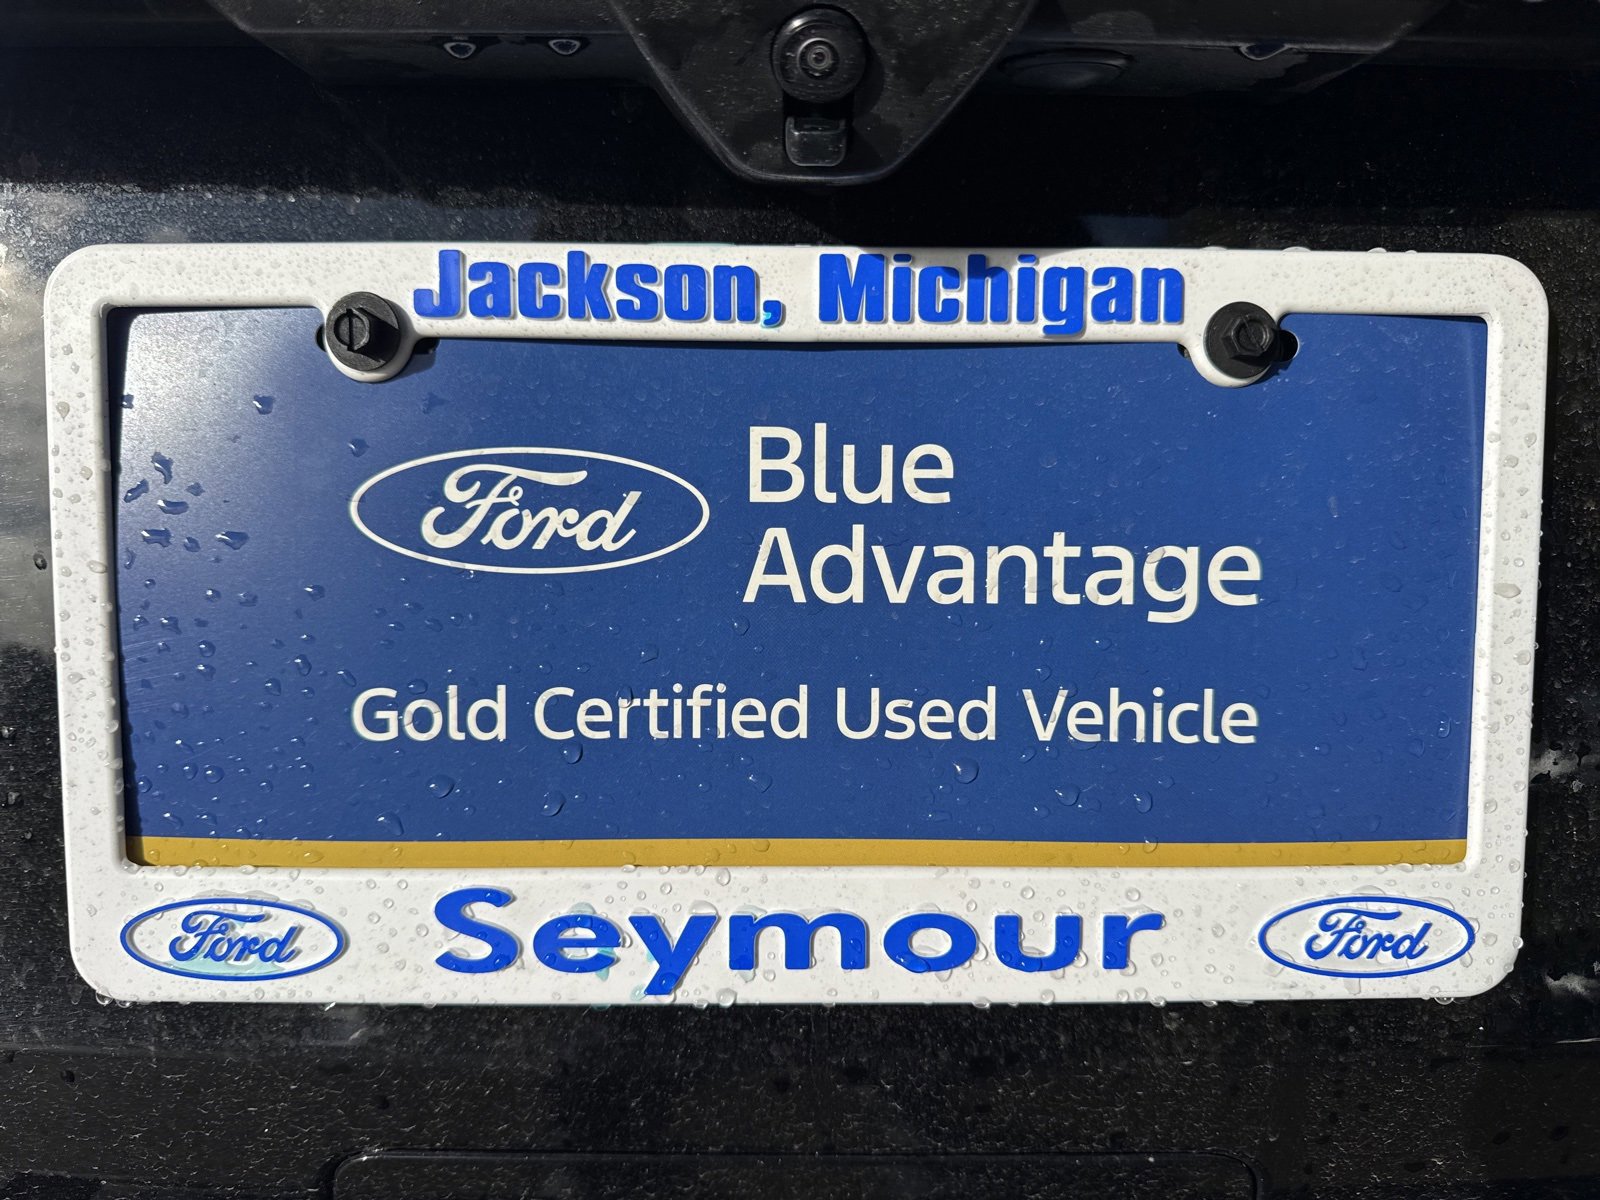 Jackson, Michigan
Ford
Blue
Advantage
Gold Certified Used Vehicle
Ford Seymour Ford